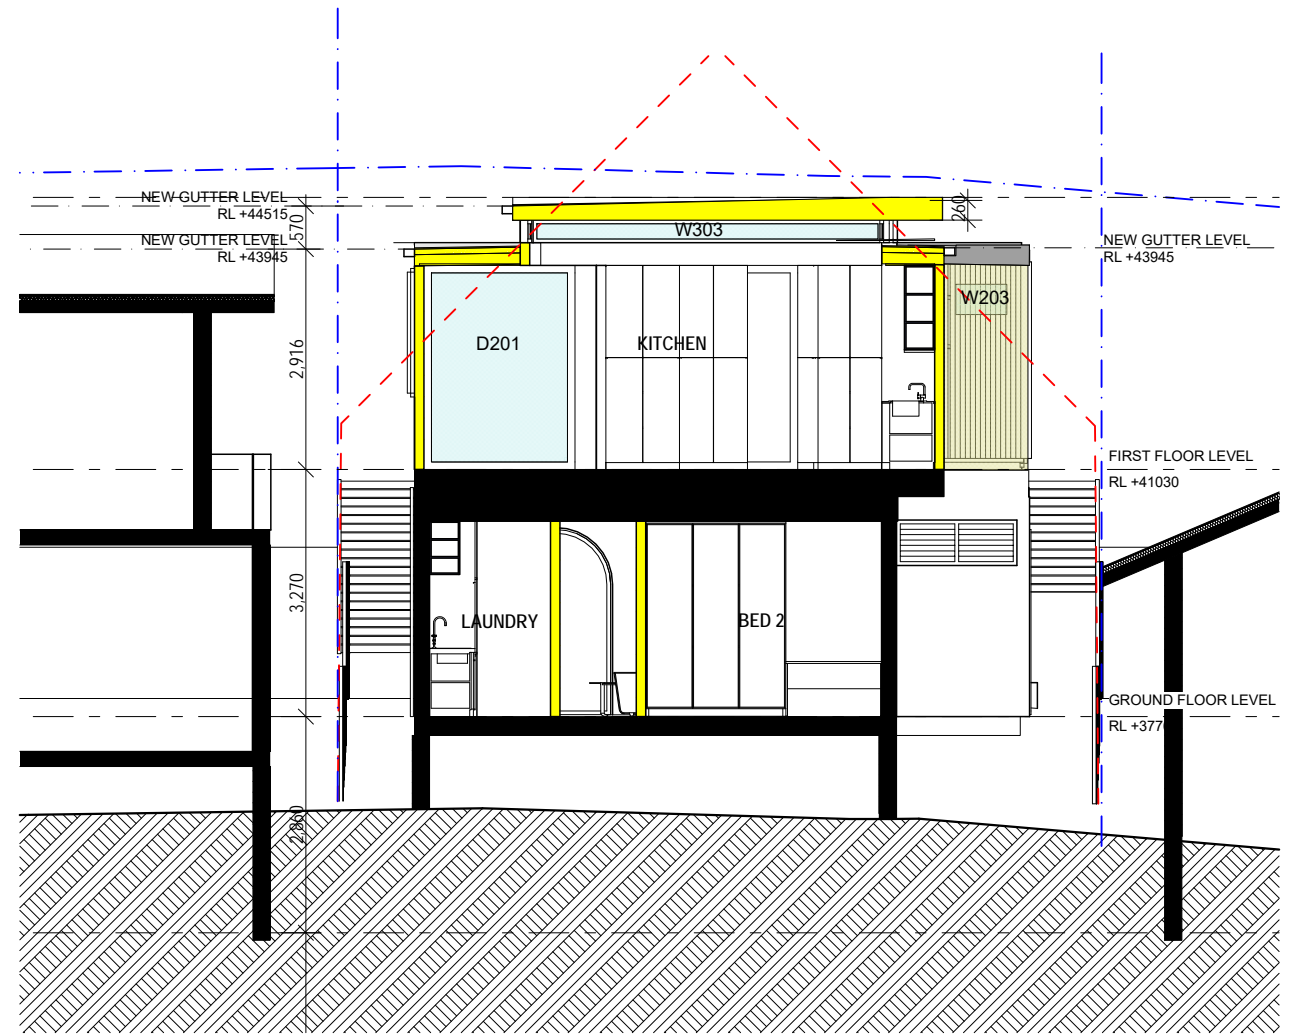 NEW GUTTER LEVEL
RL +44515
570
260
W303
NEW GUTTER LEVEL
RL +43945
NEW GUTTER LEVEL
RL +43945
W203
D201
KITCHEN
2,916
FIRST FLOOR LEVEL
RL +41030
3,270
LAUNDRY
BED 2
GROUND FLOOR LEVEL
RL +377
2,860